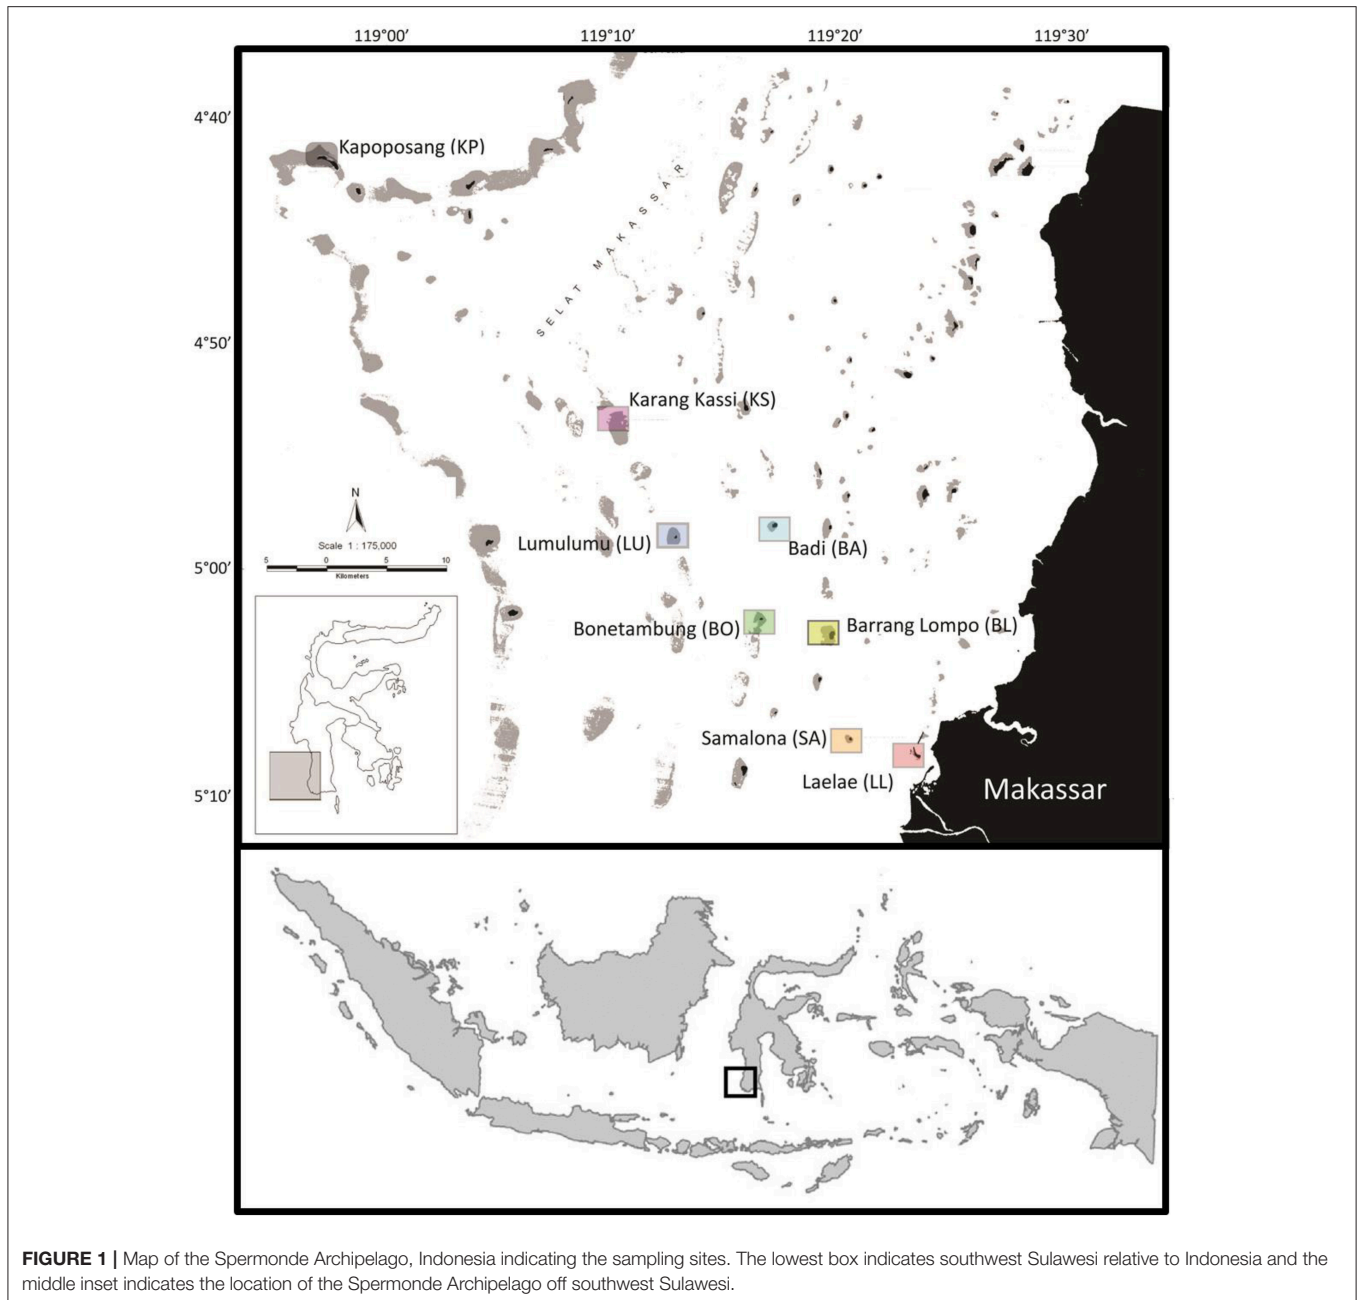 119°00’ 119°10’ 119°20’ 119°30’
4°40’
Kapoposang (KP)
SELAT MAKASSAR
4°50’
Karang Kassi (KS)
N
Scale 1 : 175,000
5 0 5 10
Kilometers
Lumulumu (LU)
Badi (BA)
5°00’
Bonetambung (BO)
Barrang Lompo (BL)
Samalona (SA)
Laelae (LL)
Makassar
5°10’
FIGURE 1 | Map of the Spermonde Archipelago, Indonesia indicating the sampling sites. The lowest box indicates southwest Sulawesi relative to Indonesia and the
middle inset indicates the location of the Spermonde Archipelago off southwest Sulawesi.